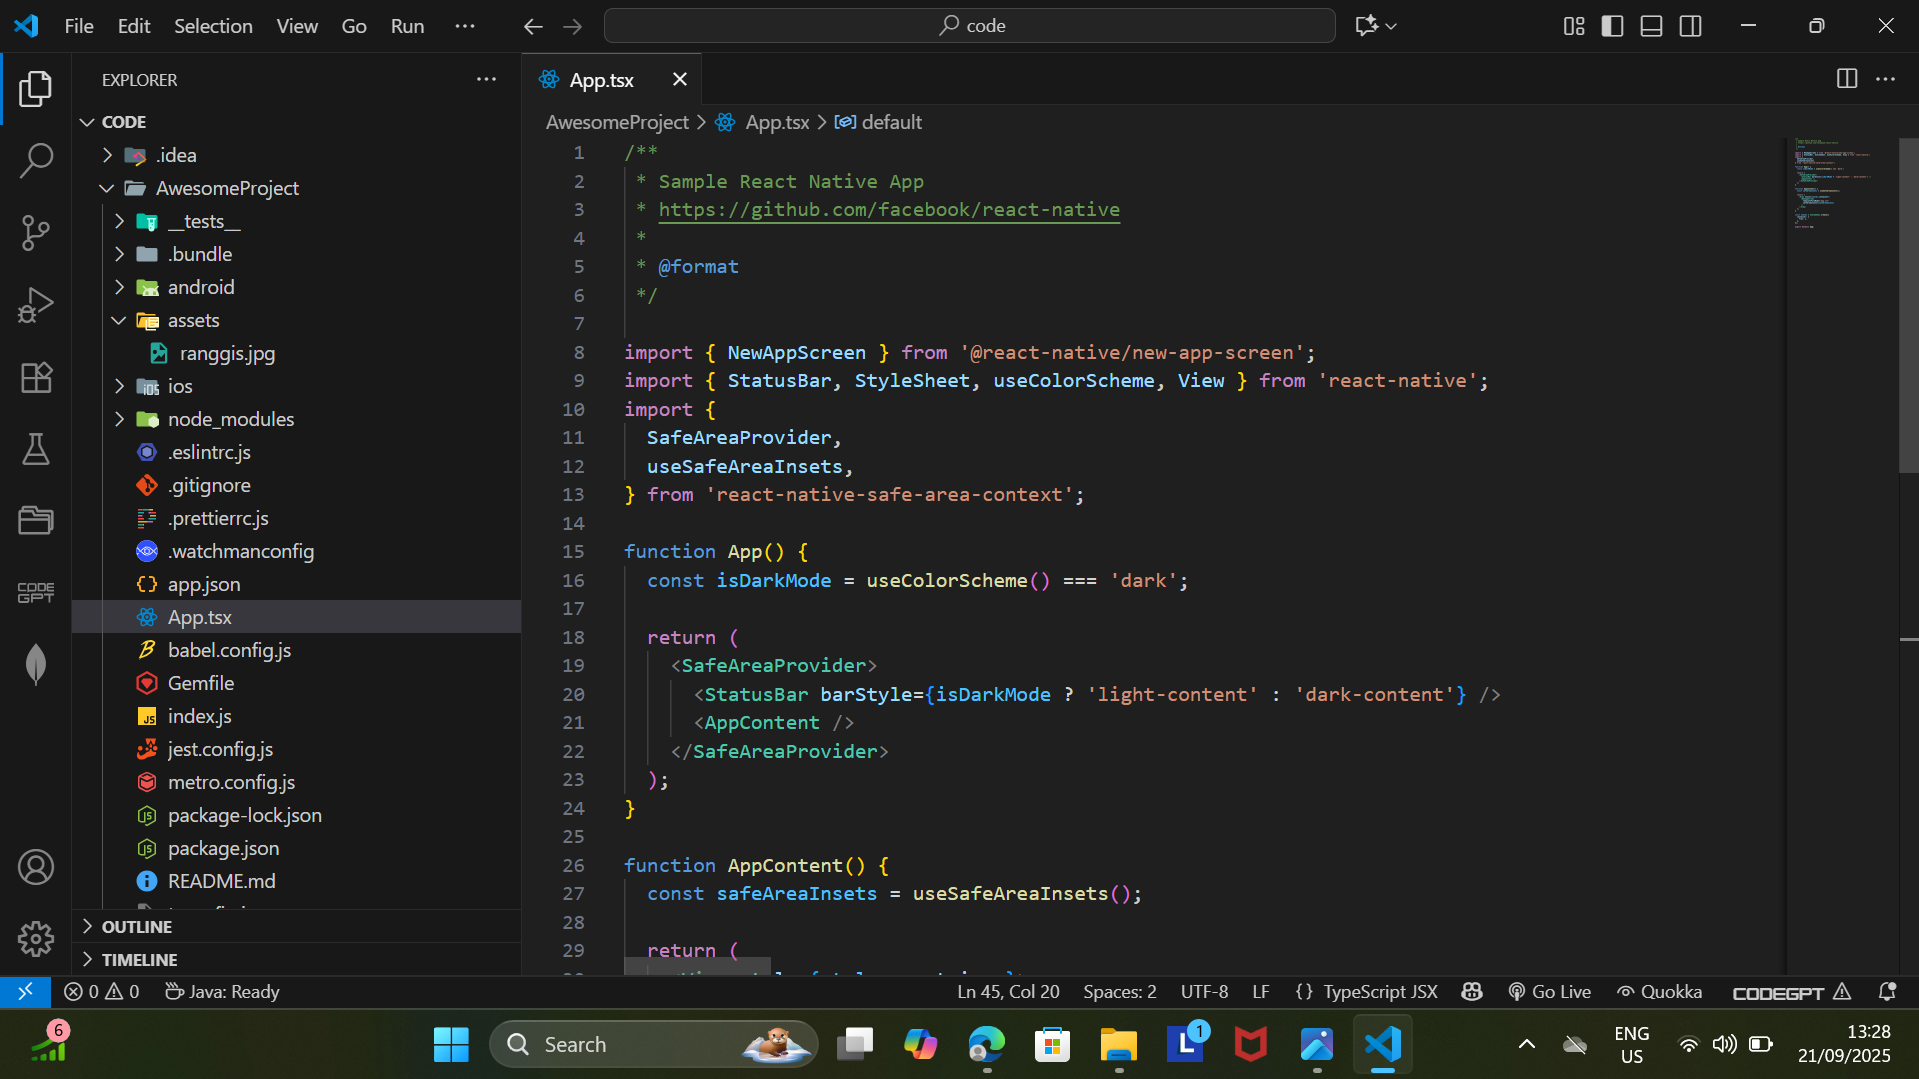 File Edit Selection View Go Run
code
EXPLORER
CODE
.idea
AwesomeProject
__tests__
.bundle
android
assets
ranggis.jpg
ios
node_modules
.eslintrc.js
.gitignore
.prettierrc.js
.watchmanconfig
app.json
App.tsx
babel.config.js
Gemfile
index.js
jest.config.js
metro.config.js
package-lock.json
package.json
README.md
OUTLINE
TIMELINE
App.tsx
AwesomeProject > App.tsx > default
1 /**
2  * Sample React Native App
3  * https://github.com/facebook/react-native
4  *
5  * @format
6  */
7
8 import { NewAppScreen } from '@react-native/new-app-screen';
9 import { StatusBar, StyleSheet, useColorScheme, View } from 'react-native';
10 import {
11   SafeAreaProvider,
12   useSafeAreaInsets,
13 } from 'react-native-safe-area-context';
14
15 function App() {
16   const isDarkMode = useColorScheme() === 'dark';
17
18   return (
19     <SafeAreaProvider>
20       <StatusBar barStyle={isDarkMode ? 'light-content' : 'dark-content'} />
21       <AppContent />
22     </SafeAreaProvider>
23   );
24 }
25
26 function AppContent() {
27   const safeAreaInsets = useSafeAreaInsets();
28
29   return (
CODE GPT
0 0 Java: Ready
Ln 45, Col 20 Spaces: 2 UTF-8 LF {} TypeScript JSX Go Live Quokka CODEGPT
6
Search
1
ENG
US
13:28
21/09/2025